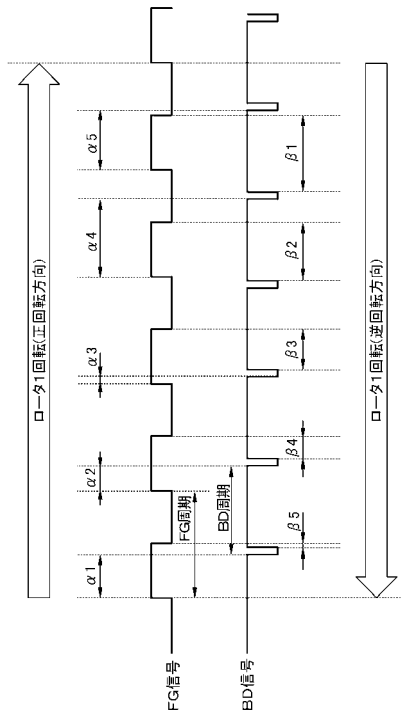 ロータ1回転(正回転方向)
α1
α2
α3
α4
α5
FG信号
FG周期
BD周期
BD信号
β5
β4
β3
β2
β1
ロータ1回転(逆回転方向)